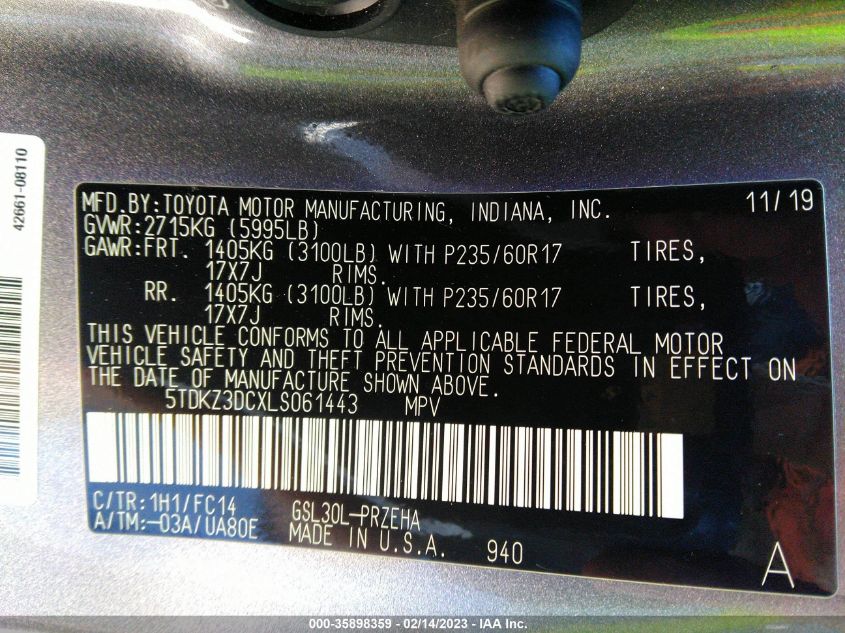 42661-08110
MFD.BY:TOYOTA MOTOR MANUFACTURING, INDIANA, INC. 11/19
GVWR:2715KG (5995LB)
GAWR:FRT. 1405KG (3100LB) WITH P235/60R17 TIRES,
17X7J RIMS.
RR. 1405KG (3100LB) WITH P235/60R17 TIRES,
17X7J RIMS.
THIS VEHICLE CONFORMS TO ALL APPLICABLE FEDERAL MOTOR
VEHICLE SAFETY AND THEFT PREVENTION STANDARDS IN EFFECT ON
THE DATE OF MANUFACTURE SHOWN ABOVE.
5TDKZ3DCXLS061443 MPV
C/TR:1H1/FC14 GSL30L-PRZEHA
A/TM:-03A/UA80E MADE IN U.S.A. 940 A
000-35898359 - 02/14/2023 - IAA Inc.